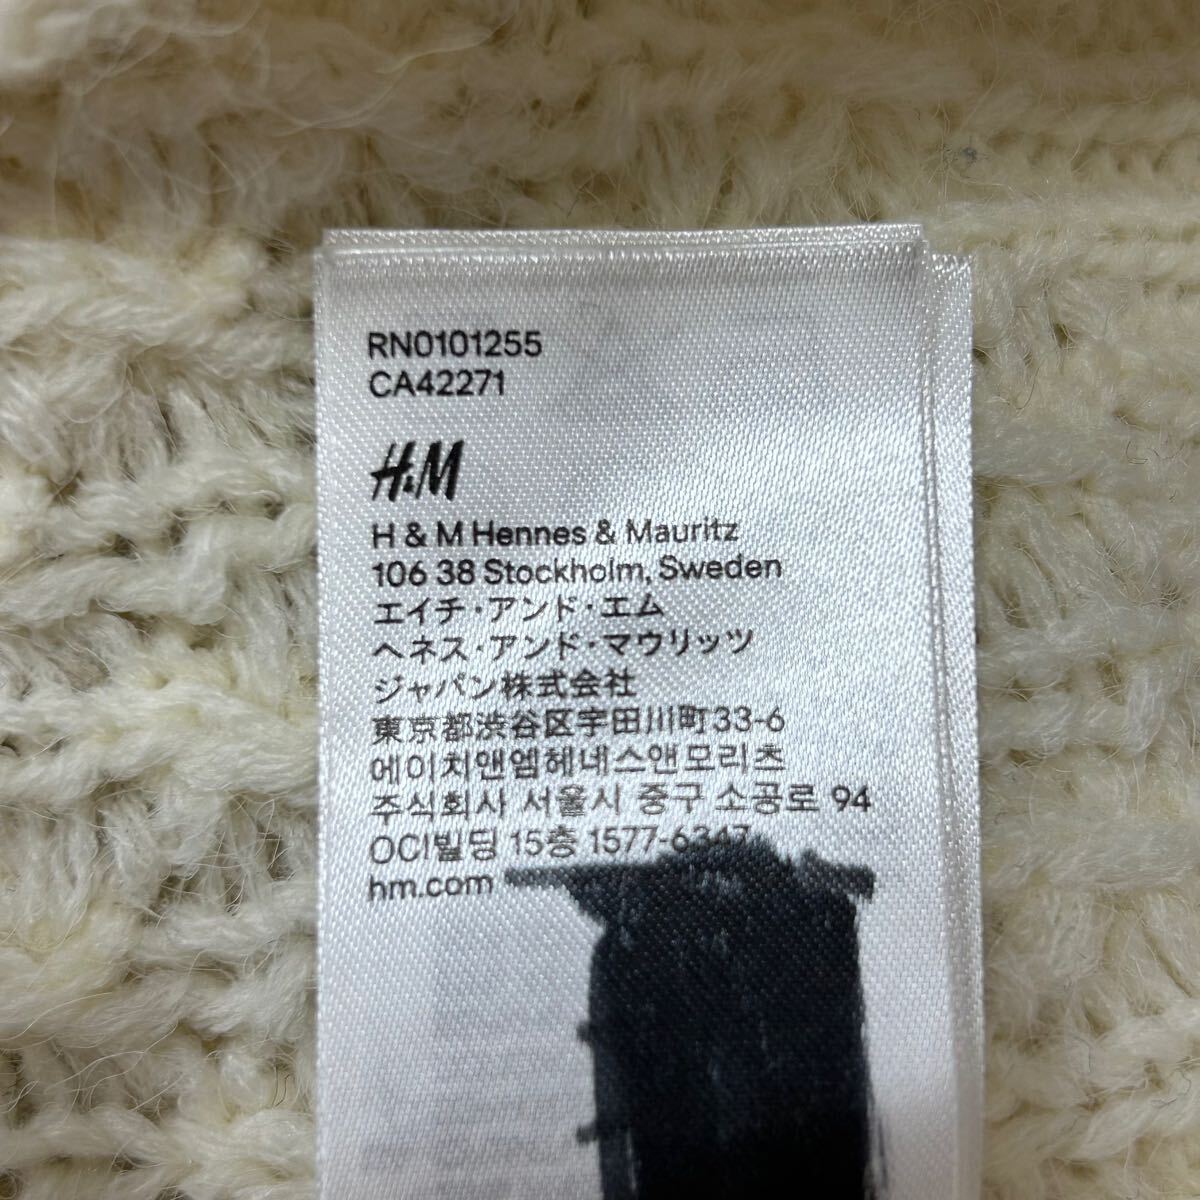 RN0101255
CA42271
H&M
H & M Hennes & Mauritz
106 38 Stockholm, Sweden
エイチ・アンド・エム
ヘネス・アンド・マウリッツ
ジャパン株式会社
東京都渋谷区宇田川町33-6
에이치앤엠헤네스앤모리츠
주식회사 서울시 중구 소공로 94
OCI빌딩 15층 1577-6347
hm.com